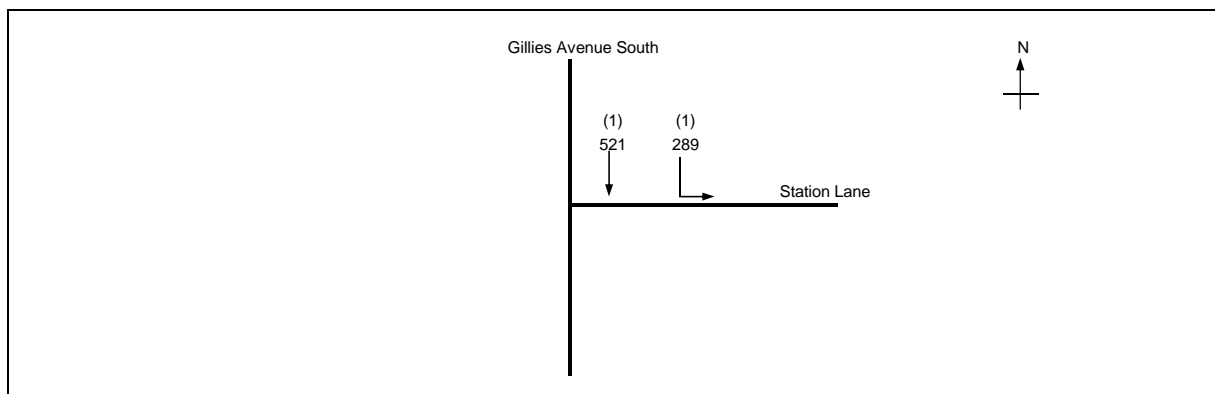 Gillies Avenue South
N
(1) (1)
521 289
Station Lane